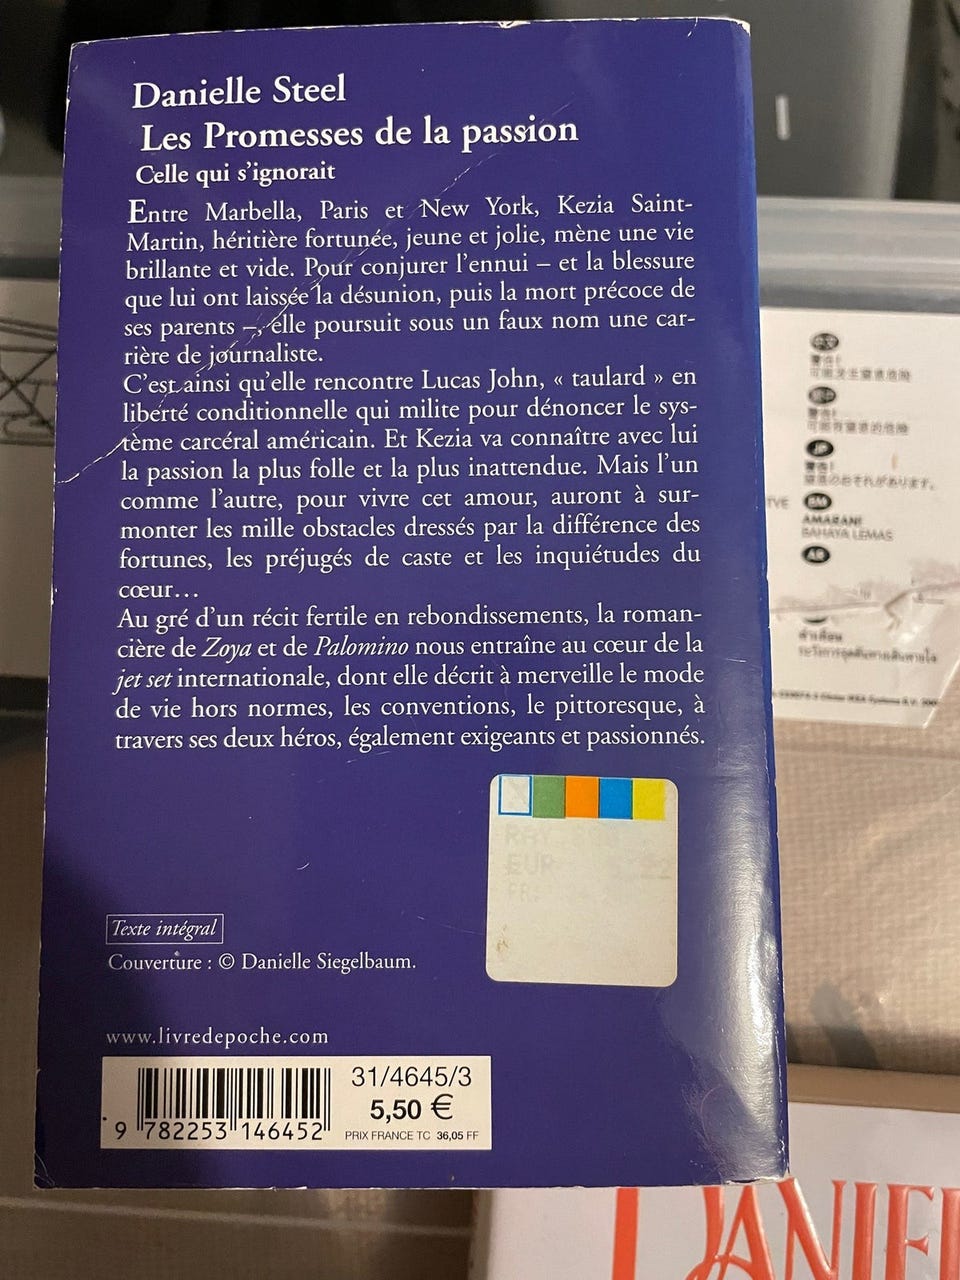 Danielle Steel
Les Promesses de la passion
Celle qui s'ignorait
Entre Marbella, Paris et New York, Kezia Saint-
Martin, héritière fortunée, jeune et jolie, mène une vie
brillante et vide. Pour conjurer l'ennui – et la blessure
que lui ont laissée la désunion, puis la mort précoce de
ses parents –, elle poursuit sous un faux nom une car-
rière de journaliste.
C'est ainsi qu'elle rencontre Lucas John, « taulard » en
liberté conditionnelle qui milite pour dénoncer le sys-
tème carcéral américain. Et Kezia va connaître avec lui
la passion la plus folle et la plus inattendue. Mais l'un
comme l'autre, pour vivre cet amour, auront à sur-
monter les mille obstacles dressés par la différence des
fortunes, les préjugés de caste et les inquiétudes du
cœur…
Au gré d'un récit fertile en rebondissements, la roman-
cière de Zoya et de Palomino nous entraîne au cœur de la
jet set internationale, dont elle décrit à merveille le mode
de vie hors normes, les conventions, le pittoresque, à
travers ses deux héros, également exigeants et passionnés.
EUR
Texte intégral
Couverture : © Danielle Siegelbaum.
www.livredepoche.com
31/4645/3
5,50 €
PRIX FRANCE TC 36,05 FF
9 782253 146452
JP
BM
AMARAN!
BAHAYA LEMAS
AR
DANIEL